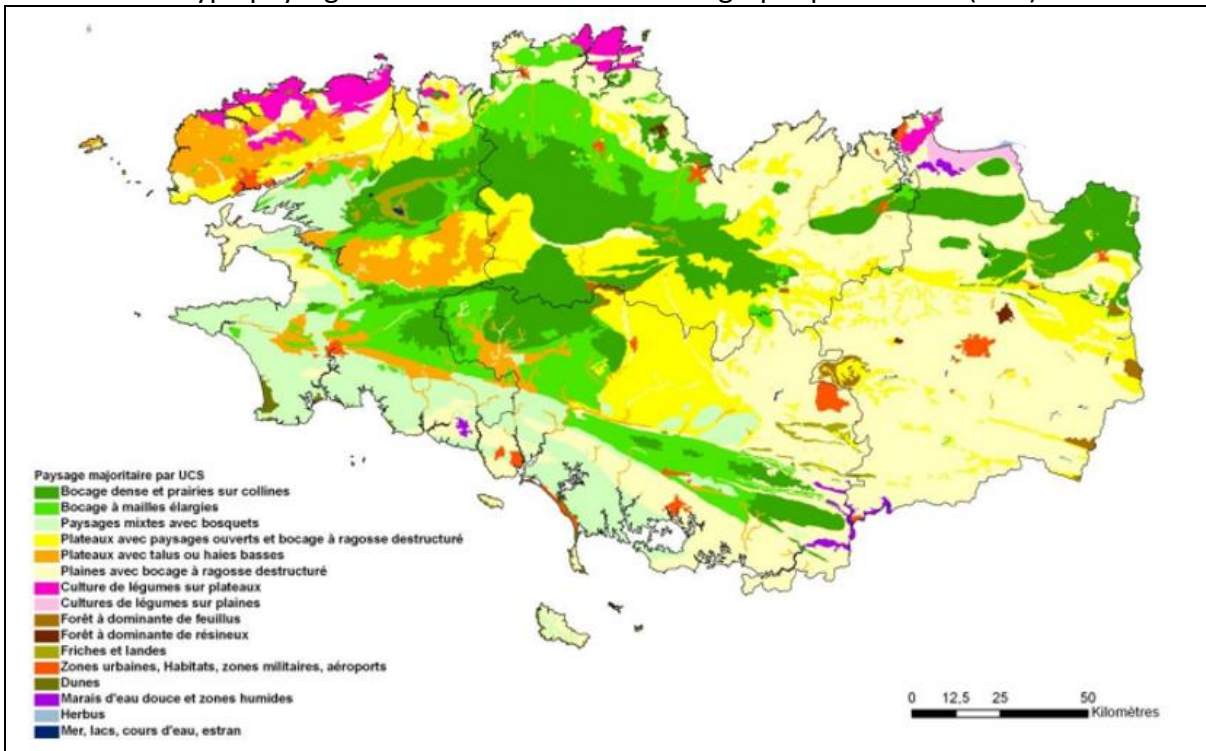 Paysage majoritaire par UCS
Bocage dense et prairies sur collines
Bocage à mailles élargies
Paysages mixtes avec bosquets
Plateaux avec paysages ouverts et bocage à ragosse destructuré
Plateaux avec talus ou haies basses
Plaines avec bocage à ragosse destructuré
Culture de légumes sur plateaux
Cultures de légumes sur plaines
Forêt à dominante de feuillus
Forêt à dominante de résineux
Friches et landes
Zones urbaines, Habitats, zones militaires, aéroports
Dunes
Marais d'eau douce et zones humides
Herbus
Mer, lacs, cours d'eau, estran
0 12,5 25 50
Kilomètres